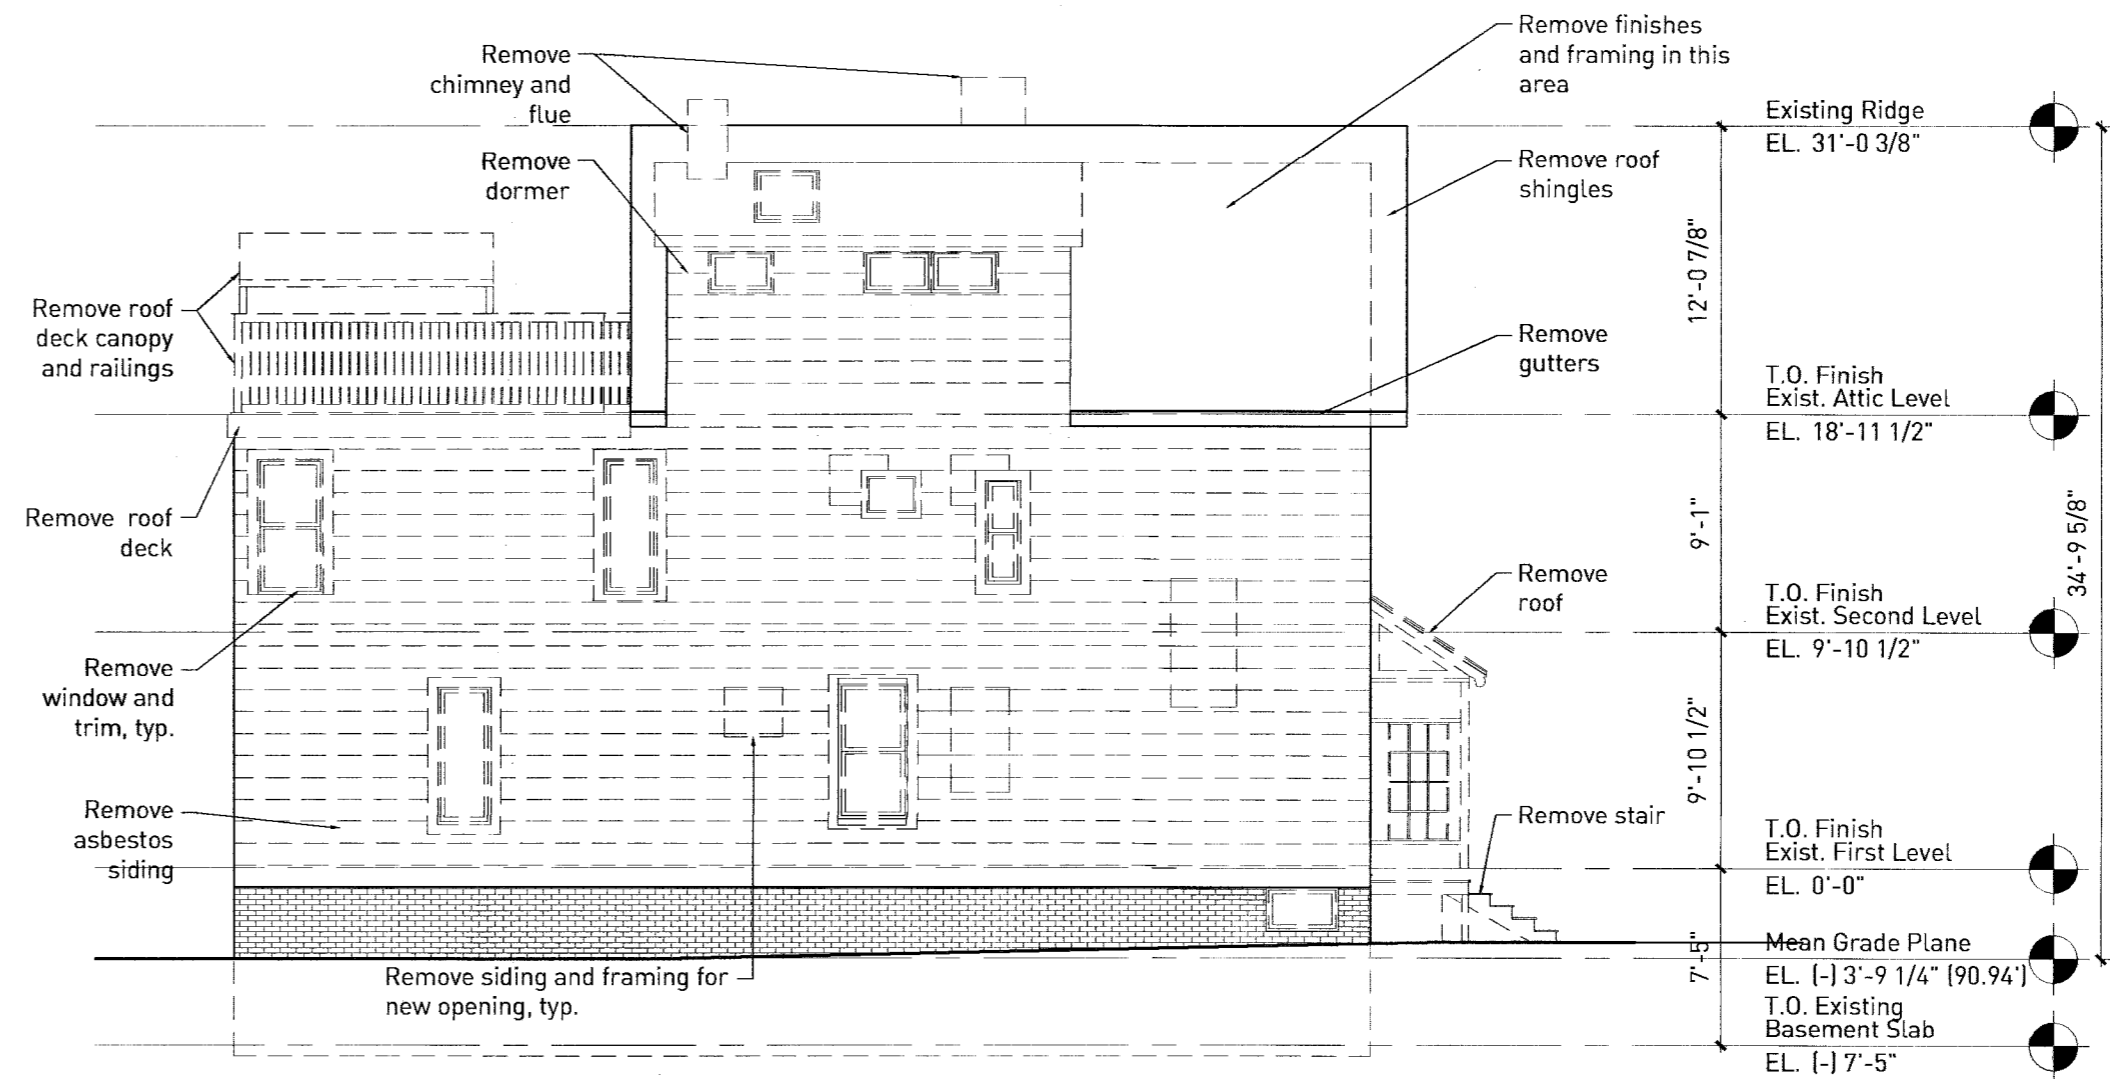 Remove
chimney and
flue
Remove
dormer
Remove roof
deck canopy
and railings
Remove roof
deck
Remove
window and
trim, typ.
Remove
asbestos
siding
Remove siding and framing for
new opening, typ.
Remove finishes
and framing in this
area
Remove roof
shingles
Remove
gutters
Remove
roof
Remove stair
12'-0 7/8"
9'-1"
9'-10 1/2"
7'-5"
34'-9 5/8"
Existing Ridge
EL. 31'-0 3/8"
T.O. Finish
Exist. Attic Level
EL. 18'-11 1/2"
T.O. Finish
Exist. Second Level
EL. 9'-10 1/2"
T.O. Finish
Exist. First Level
EL. 0'-0"
Mean Grade Plane
EL. (-) 3'-9 1/4" (90.94')
T.O. Existing
Basement Slab
EL. (-) 7'-5"